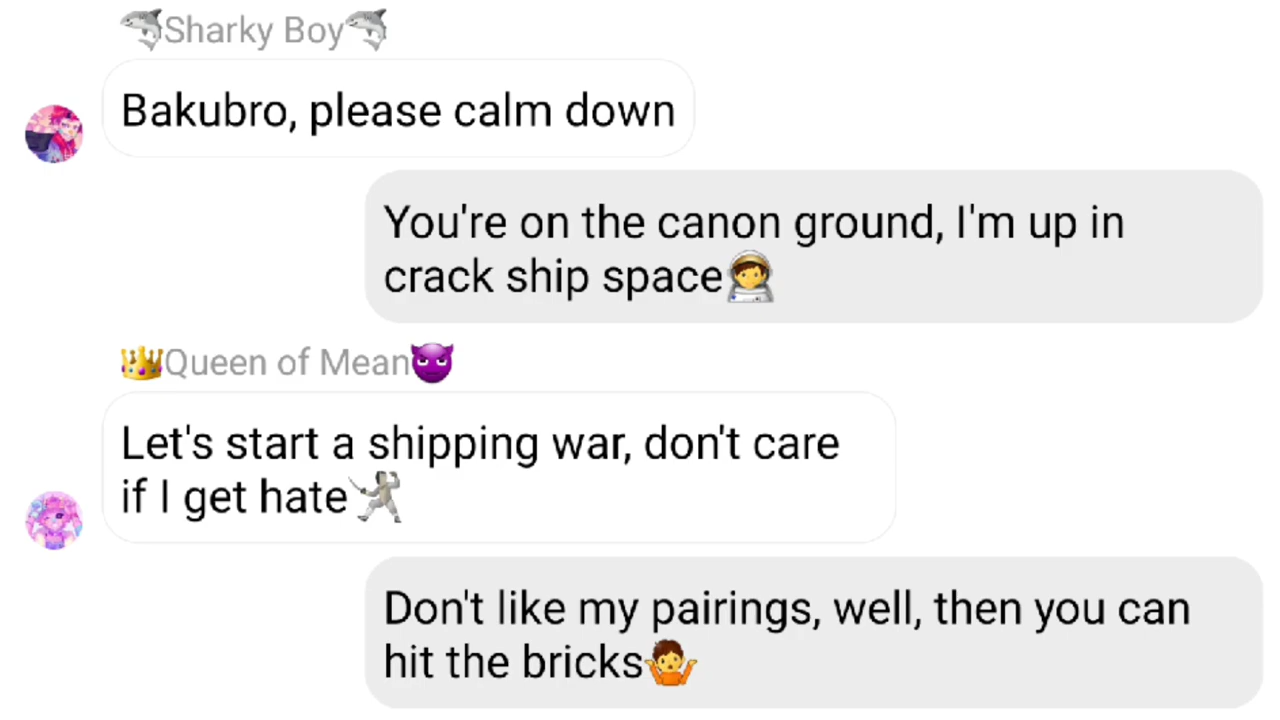 🦈Sharky Boy🦈
Bakubro, please calm down
You're on the canon ground, I'm up in
crack ship space🧑‍🚀
👑Queen of Mean😈
Let's start a shipping war, don't care
if I get hate🤺
Don't like my pairings, well, then you can
hit the bricks🤷